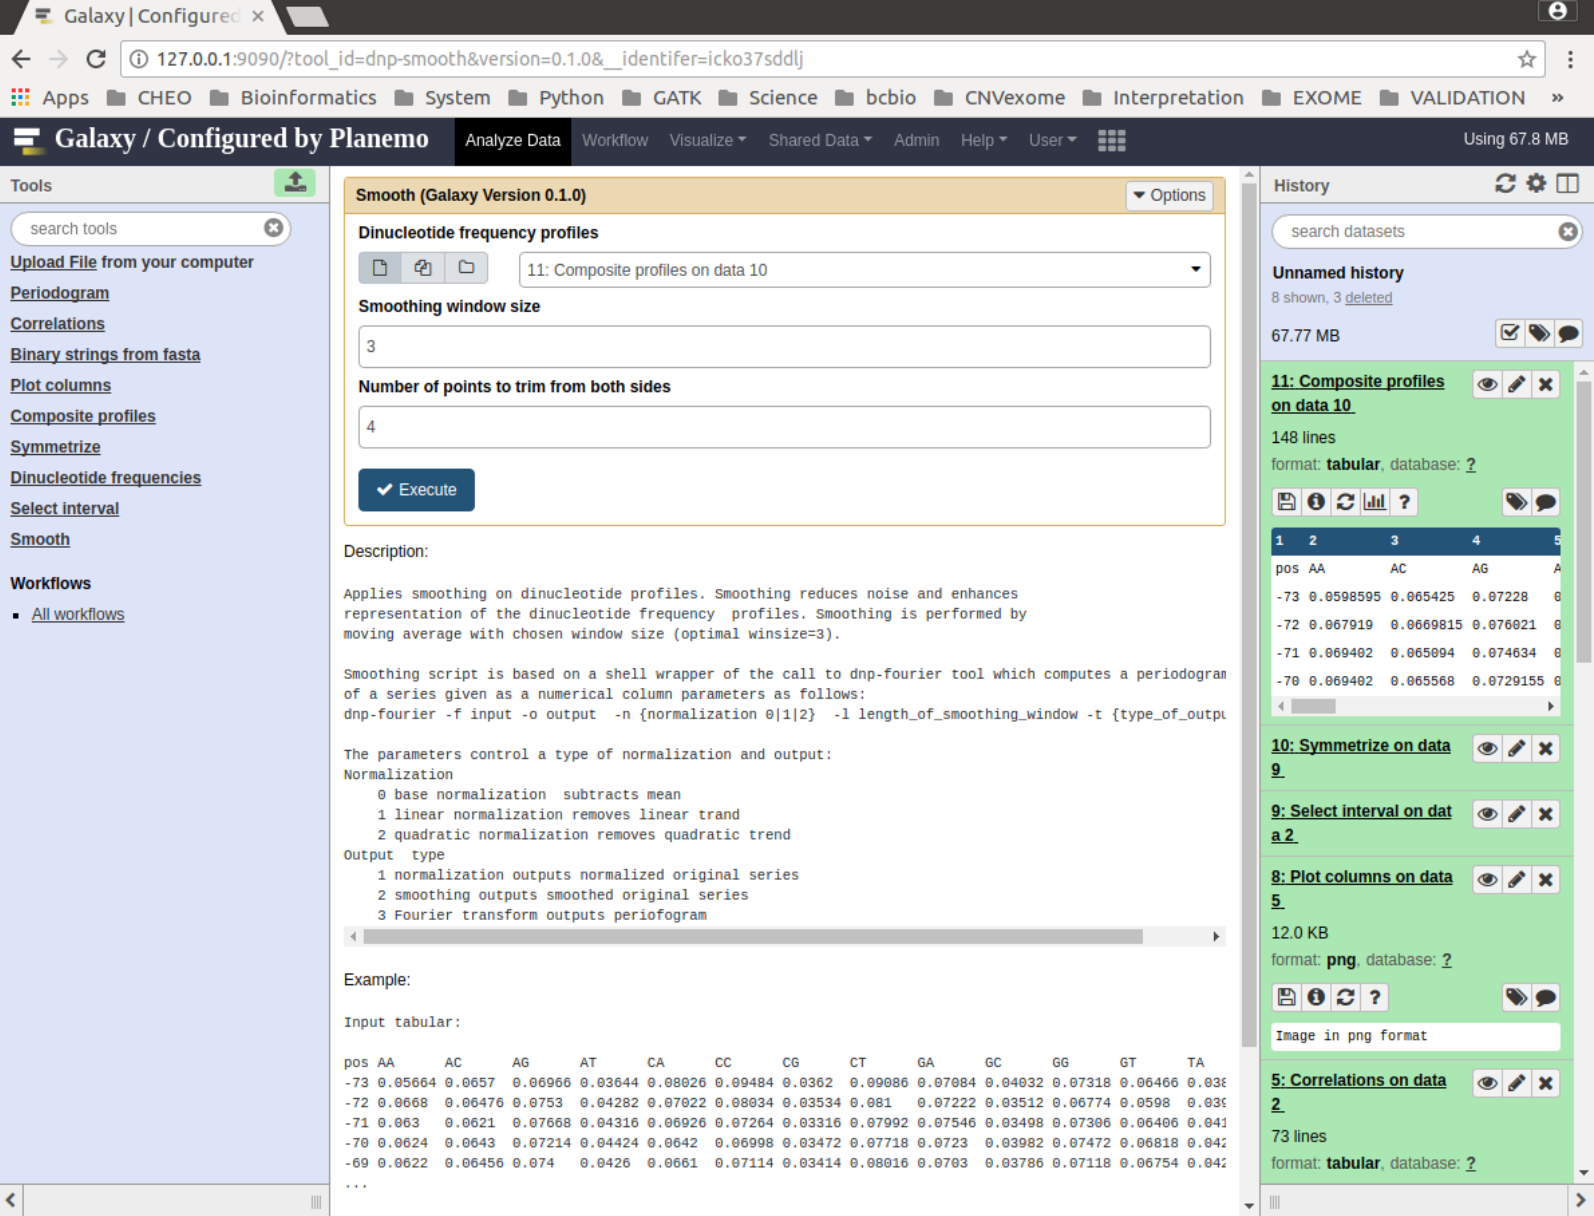 Galaxy | Configured
127.0.0.1:9090/?tool_id=dnp-smooth&version=0.1.0&__identifer=icko37sddlj
Apps CHEO Bioinformatics System Python GATK Science bcbio CNVexome Interpretation EXOME VALIDATION »
Galaxy / Configured by Planemo Analyze Data Workflow Visualize Shared Data Admin Help User Using 67.8 MB
Tools
search tools
Upload File from your computer
Periodogram
Correlations
Binary strings from fasta
Plot columns
Composite profiles
Symmetrize
Dinucleotide frequencies
Select interval
Smooth
Workflows
All workflows
Smooth (Galaxy Version 0.1.0) Options
Dinucleotide frequency profiles
11: Composite profiles on data 10
Smoothing window size
3
Number of points to trim from both sides
4
Execute
Description:
Applies smoothing on dinucleotide profiles. Smoothing reduces noise and enhances
representation of the dinucleotide frequency  profiles. Smoothing is performed by
moving average with chosen window size (optimal winsize=3).
Smoothing script is based on a shell wrapper of the call to dnp-fourier tool which computes a periodogram
of a series given as a numerical column parameters as follows:
dnp-fourier -f input -o output  -n {normalization 0|1|2}  -l length_of_smoothing_window -t {type_of_outpu
The parameters control a type of normalization and output:
Normalization
0 base normalization  subtracts mean
1 linear normalization removes linear trand
2 quadratic normalization removes quadratic trend
Output  type
1 normalization outputs normalized original series
2 smoothing outputs smoothed original series
3 Fourier transform outputs periofogram
Example:
Input tabular:
pos AA AC AG AT CA CC CG CT GA GC GG GT TA
-73 0.05664 0.0657 0.06966 0.03644 0.08026 0.09484 0.0362 0.09086 0.07084 0.04032 0.07318 0.06466 0.038
-72 0.0668 0.06476 0.0753 0.04282 0.07022 0.08034 0.03534 0.081 0.07222 0.03512 0.06774 0.0598 0.039
-71 0.063 0.0621 0.07668 0.04316 0.06926 0.07264 0.03316 0.07992 0.07546 0.03498 0.07306 0.06406 0.041
-70 0.0624 0.0643 0.07214 0.04424 0.0642 0.06998 0.03472 0.07718 0.0723 0.03982 0.07472 0.06818 0.042
-69 0.0622 0.06456 0.074 0.0426 0.0661 0.07114 0.03414 0.08016 0.0703 0.03786 0.07118 0.06754 0.042
...
History
search datasets
Unnamed history
8 shown, 3 deleted
67.77 MB
11: Composite profiles
on data 10
148 lines
format: tabular, database: ?
?
1 2 3 4 5
pos AA AC AG A
-73 0.0598595 0.065425 0.07228 0
-72 0.067919 0.0669815 0.076021 0
-71 0.069402 0.065094 0.074634 0
-70 0.069402 0.065568 0.0729155 0
10: Symmetrize on data
9
9: Select interval on dat
a 2
8: Plot columns on data
5
12.0 KB
format: png, database: ?
?
Image in png format
5: Correlations on data
2
73 lines
format: tabular, database: ?